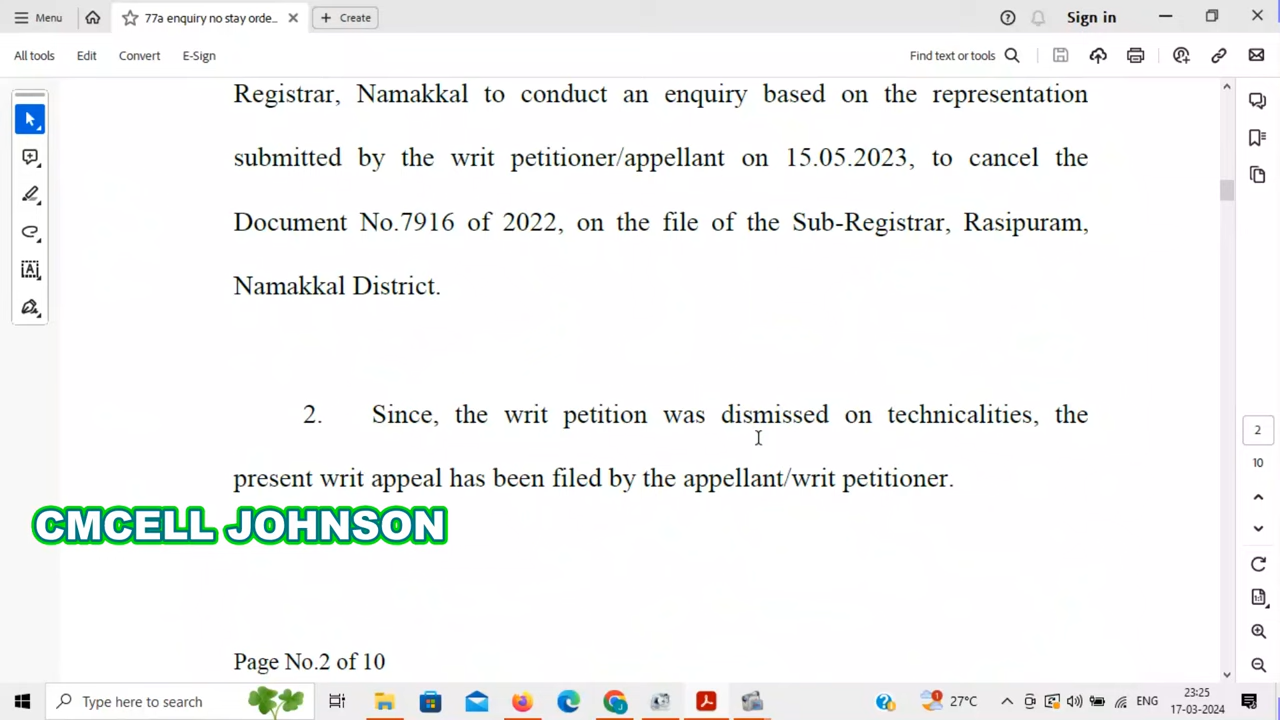 Menu
77a enquiry no stay orde...
Create
Sign in
All tools
Edit
Convert
E-Sign
Find text or tools
Registrar, Namakkal to conduct an enquiry based on the representation
submitted by the writ petitioner/appellant on 15.05.2023, to cancel the
Document No.7916 of 2022, on the file of the Sub-Registrar, Rasipuram,
Namakkal District.
2. Since, the writ petition was dismissed on technicalities, the
present writ appeal has been filed by the appellant/writ petitioner.
CMCELL JOHNSON
Page No.2 of 10
2
10
Type here to search
1
27°C
ENG
23:25
17-03-2024